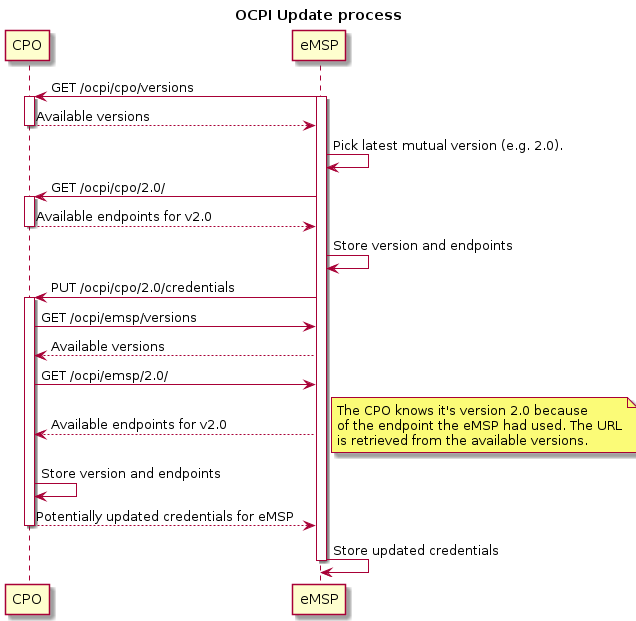 OCPI Update process
CPO
eMSP
GET /ocpi/cpo/versions
Available versions
Pick latest mutual version (e.g. 2.0).
GET /ocpi/cpo/2.0/
Available endpoints for v2.0
Store version and endpoints
PUT /ocpi/cpo/2.0/credentials
GET /ocpi/emsp/versions
Available versions
GET /ocpi/emsp/2.0/
The CPO knows it's version 2.0 because
of the endpoint the eMSP had used. The URL
is retrieved from the available versions.
Available endpoints for v2.0
Store version and endpoints
Potentially updated credentials for eMSP
Store updated credentials
CPO
eMSP